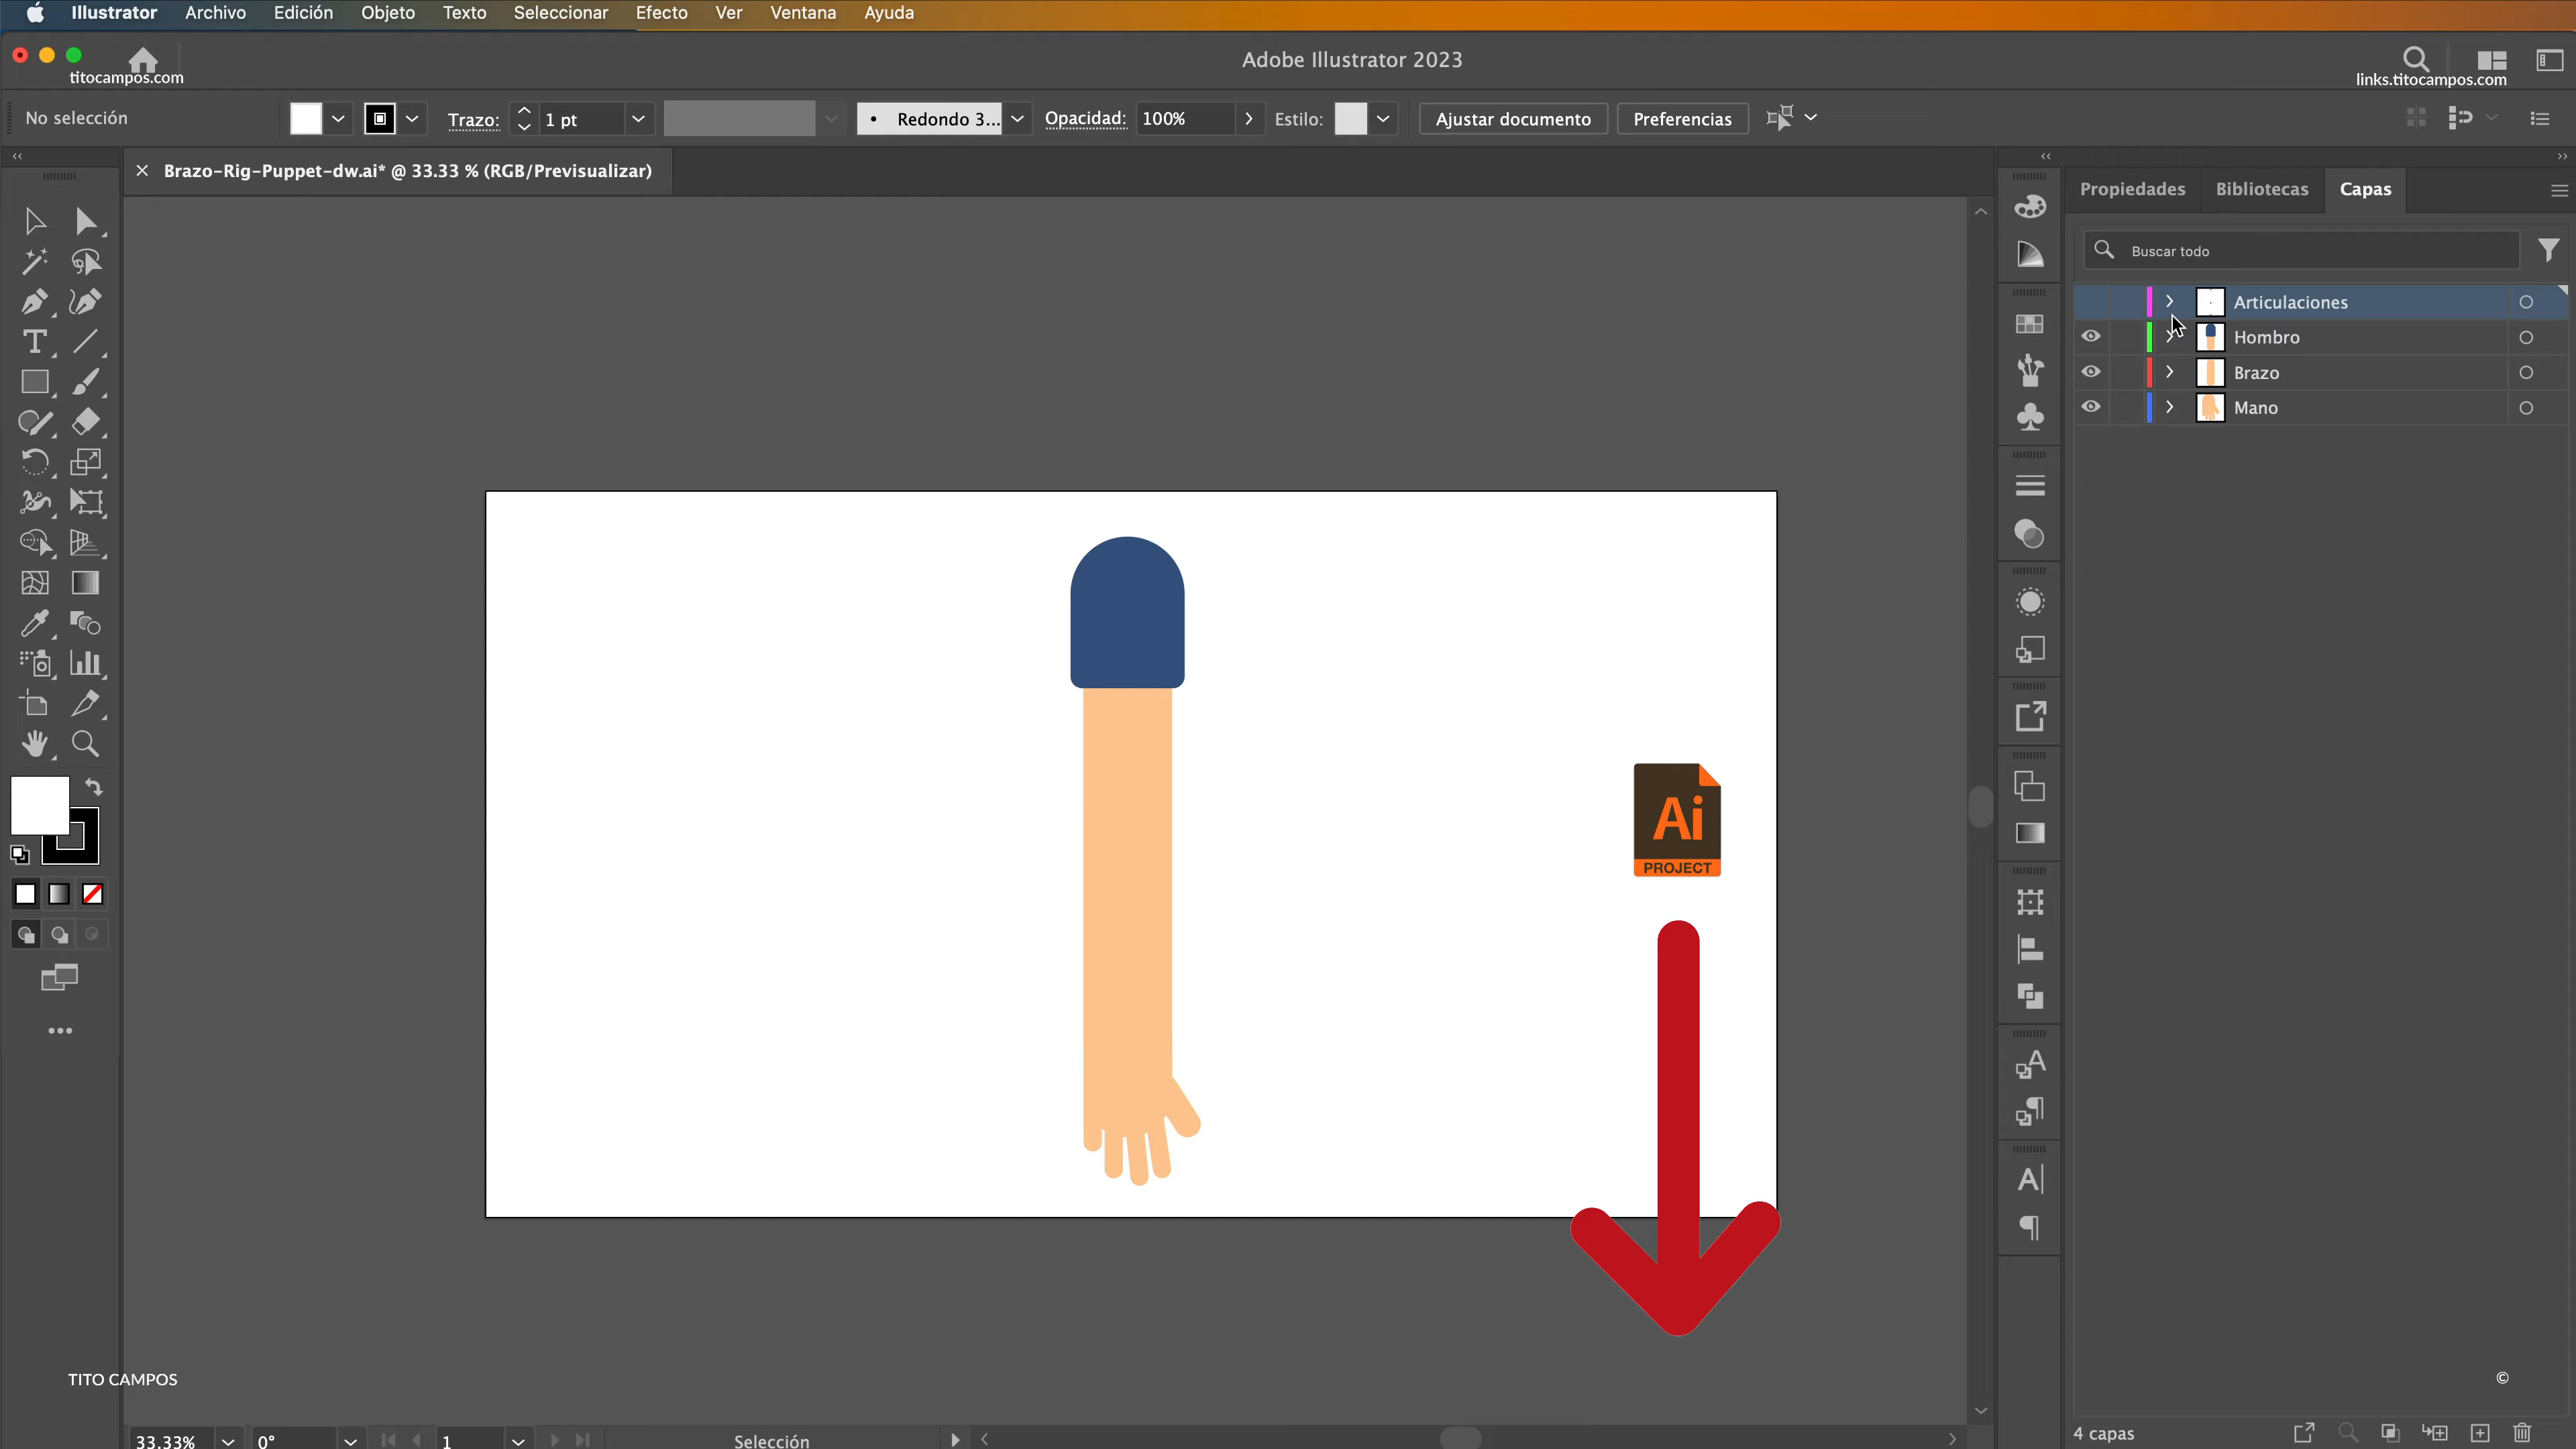 Illustrator Archivo Edición Objeto Texto Seleccionar Efecto Ver Ventana Ayuda
titocampos.com
Adobe Illustrator 2023
links.titocampos.com
No selección
Trazo: 1 pt
Redondo 3...
Opacidad: 100%
Estilo:
Ajustar documento
Preferencias
Brazo-Rig-Puppet-dw.ai* @ 33.33 % (RGB/Previsualizar)
Propiedades Bibliotecas Capas
Buscar todo
Articulaciones
Hombro
Brazo
Mano
Ai
PROJECT
TITO CAMPOS
©
33.33% 0° 1 Selección
4 capas